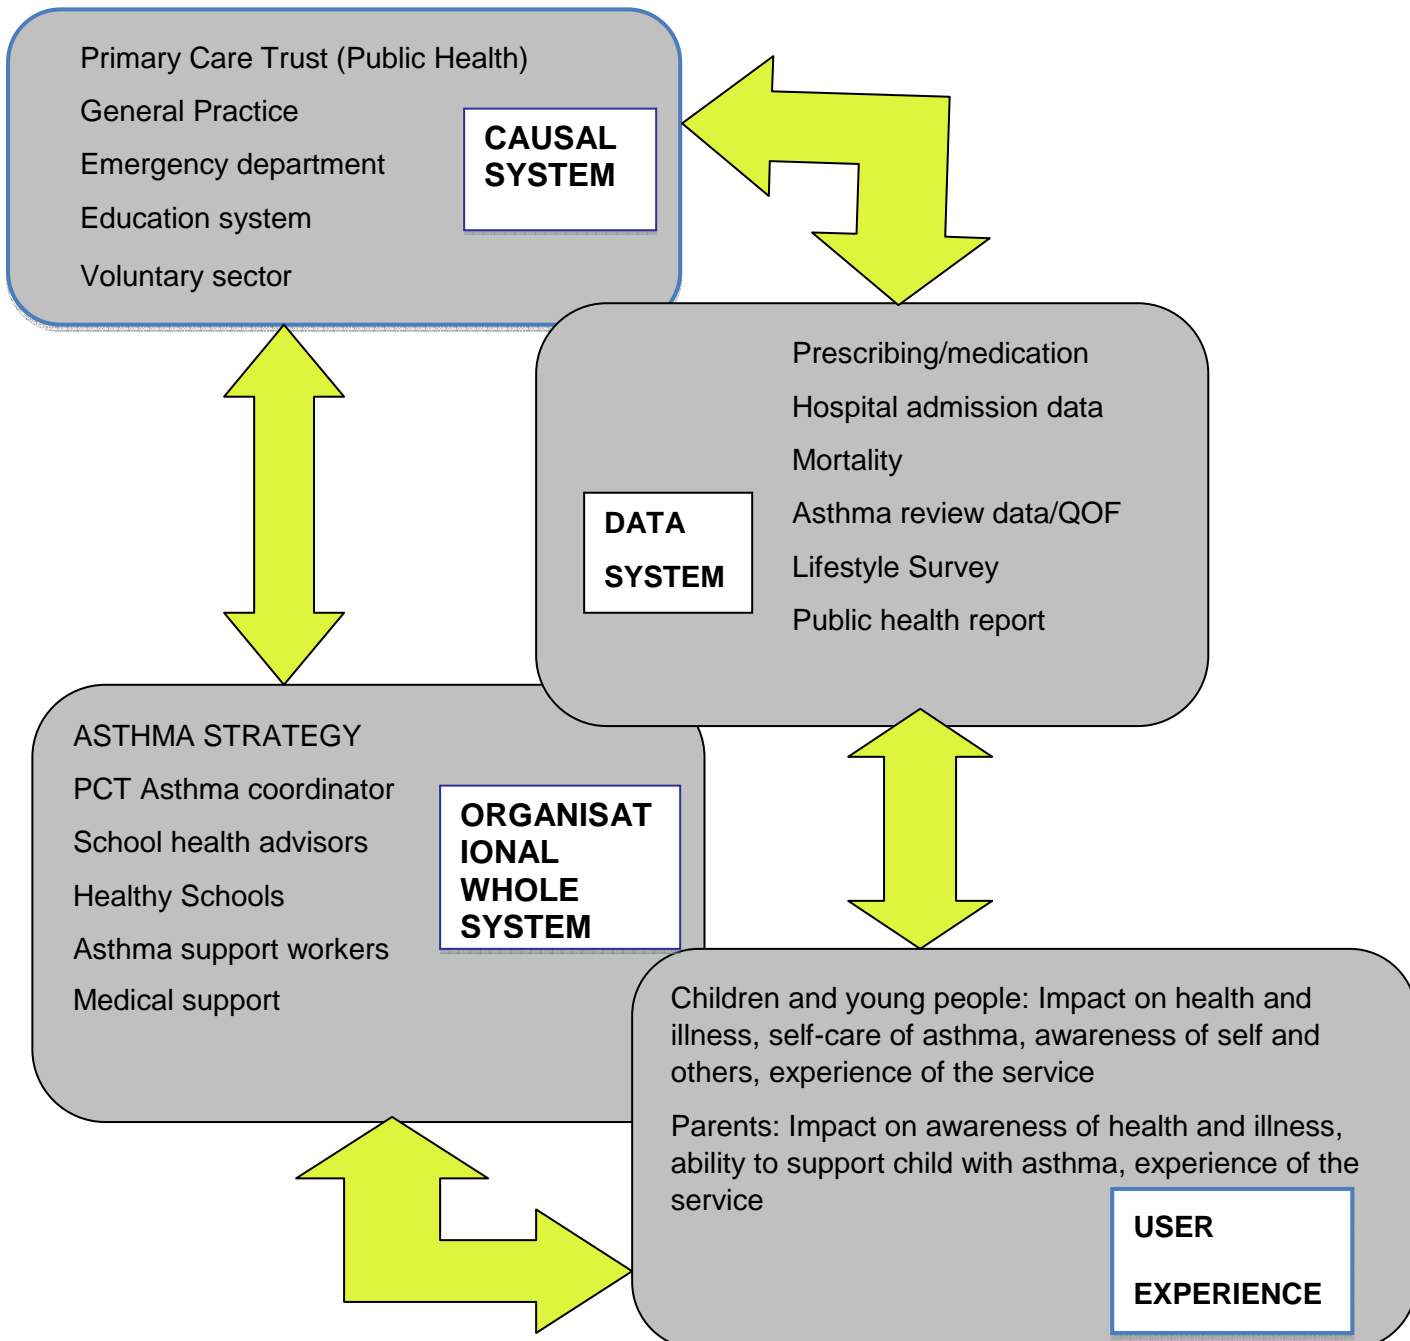 Primary Care Trust (Public Health)
General Practice
Emergency department
Education system
Voluntary sector
CAUSAL
SYSTEM
Prescribing/medication
Hospital admission data
Mortality
Asthma review data/QOF
Lifestyle Survey
Public health report
DATA
SYSTEM
ASTHMA STRATEGY
PCT Asthma coordinator
School health advisors
Healthy Schools
Asthma support workers
Medical support
ORGANISAT
IONAL
WHOLE
SYSTEM
Children and young people: Impact on health and
illness, self-care of asthma, awareness of self and
others, experience of the service
Parents: Impact on awareness of health and illness,
ability to support child with asthma, experience of the
service
USER
EXPERIENCE